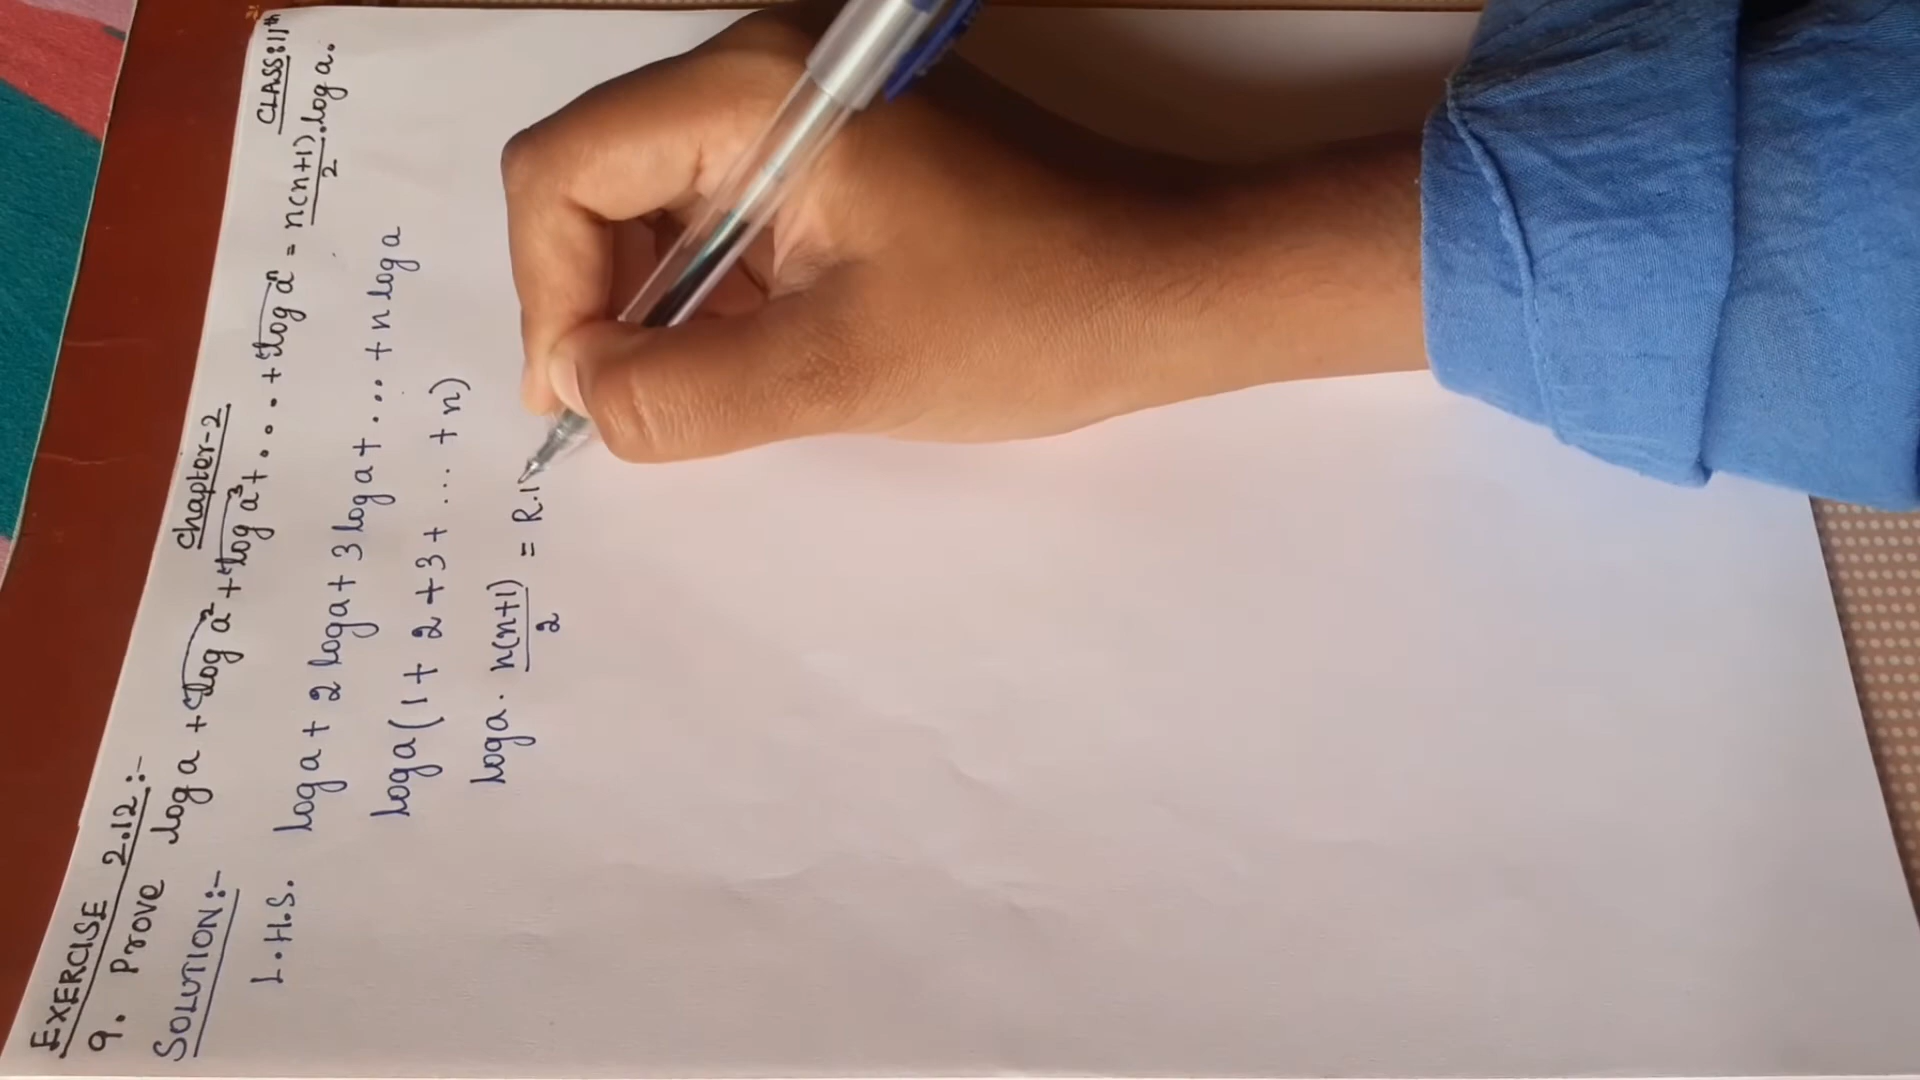 CLASS:11th
Chapter-2
EXERCISE 2.12:-
9. Prove log a + log a² + log a³ + .... + log aⁿ = n(n+1)/2 . log a.
SOLUTION:-
L.H.S. log a + 2 log a + 3 log a + .... + n log a
log a (1 + 2 + 3 + ... + n)
log a . n(n+1)/2 = R.